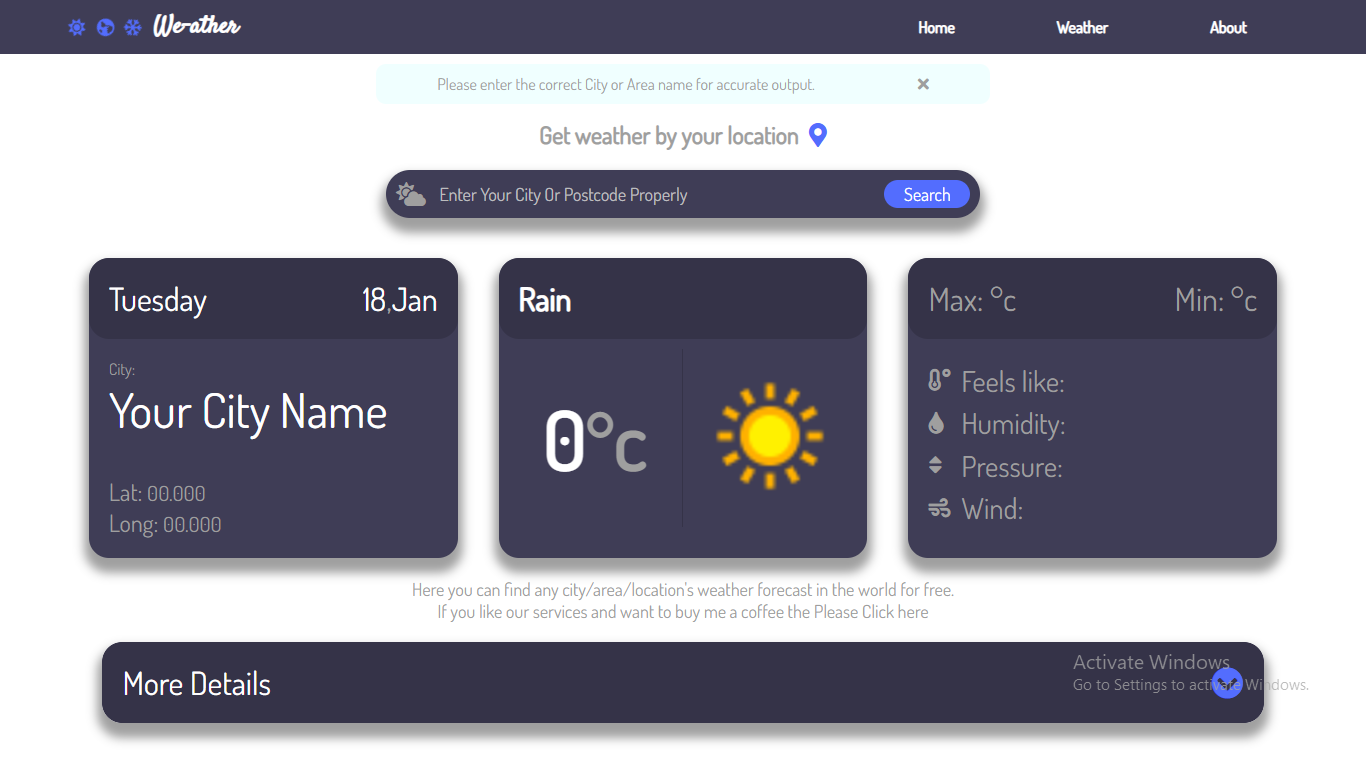 We-ather
Home
Weather
About
Please enter the correct City or Area name for accurate output.
Get weather by your location
Enter Your City Or Postcode Properly
Search
Tuesday
18,Jan
City:
Your City Name
Lat: 00.000
Long: 00.000
Rain
0°c
Max: °c
Min: °c
Feels like:
Humidity:
Pressure:
Wind:
Here you can find any city/area/location's weather forecast in the world for free.
If you like our services and want to buy me a coffee the Please Click here
More Details
Activate Windows
Go to Settings to activate Windows.